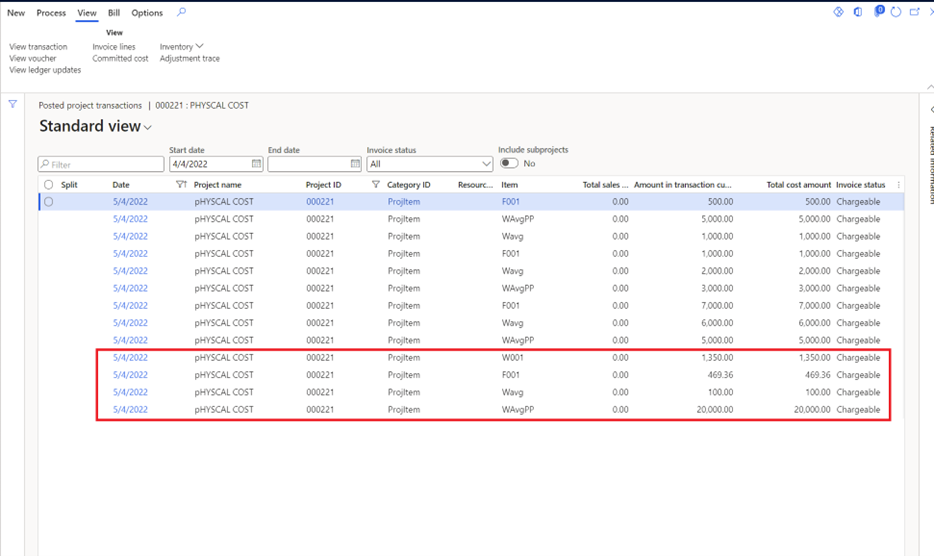 New Process View Bill Options
0
View
View transaction Invoice lines Inventory
View voucher Committed cost Adjustment trace
View ledger updates
Posted project transactions | 000221 : PHYSCAL COST
Standard view
Start date End date Invoice status Include subprojects
Filter 4/4/2022 All No
Split Date Project name Project ID Category ID Resourc... Item Total sales ... Amount in transaction cu... Total cost amount Invoice status
5/4/2022 pHYSCAL COST 000221 ProjItem F001 0.00 500.00 500.00 Chargeable
5/4/2022 pHYSCAL COST 000221 ProjItem WAvgPP 0.00 5,000.00 5,000.00 Chargeable
5/4/2022 pHYSCAL COST 000221 ProjItem Wavg 0.00 1,000.00 1,000.00 Chargeable
5/4/2022 pHYSCAL COST 000221 ProjItem F001 0.00 1,000.00 1,000.00 Chargeable
5/4/2022 pHYSCAL COST 000221 ProjItem Wavg 0.00 2,000.00 2,000.00 Chargeable
5/4/2022 pHYSCAL COST 000221 ProjItem WAvgPP 0.00 3,000.00 3,000.00 Chargeable
5/4/2022 pHYSCAL COST 000221 ProjItem F001 0.00 7,000.00 7,000.00 Chargeable
5/4/2022 pHYSCAL COST 000221 ProjItem Wavg 0.00 6,000.00 6,000.00 Chargeable
5/4/2022 pHYSCAL COST 000221 ProjItem WAvgPP 0.00 5,000.00 5,000.00 Chargeable
5/4/2022 pHYSCAL COST 000221 ProjItem W001 0.00 1,350.00 1,350.00 Chargeable
5/4/2022 pHYSCAL COST 000221 ProjItem F001 0.00 469.36 469.36 Chargeable
5/4/2022 pHYSCAL COST 000221 ProjItem Wavg 0.00 100.00 100.00 Chargeable
5/4/2022 pHYSCAL COST 000221 ProjItem WAvgPP 0.00 20,000.00 20,000.00 Chargeable
Related information